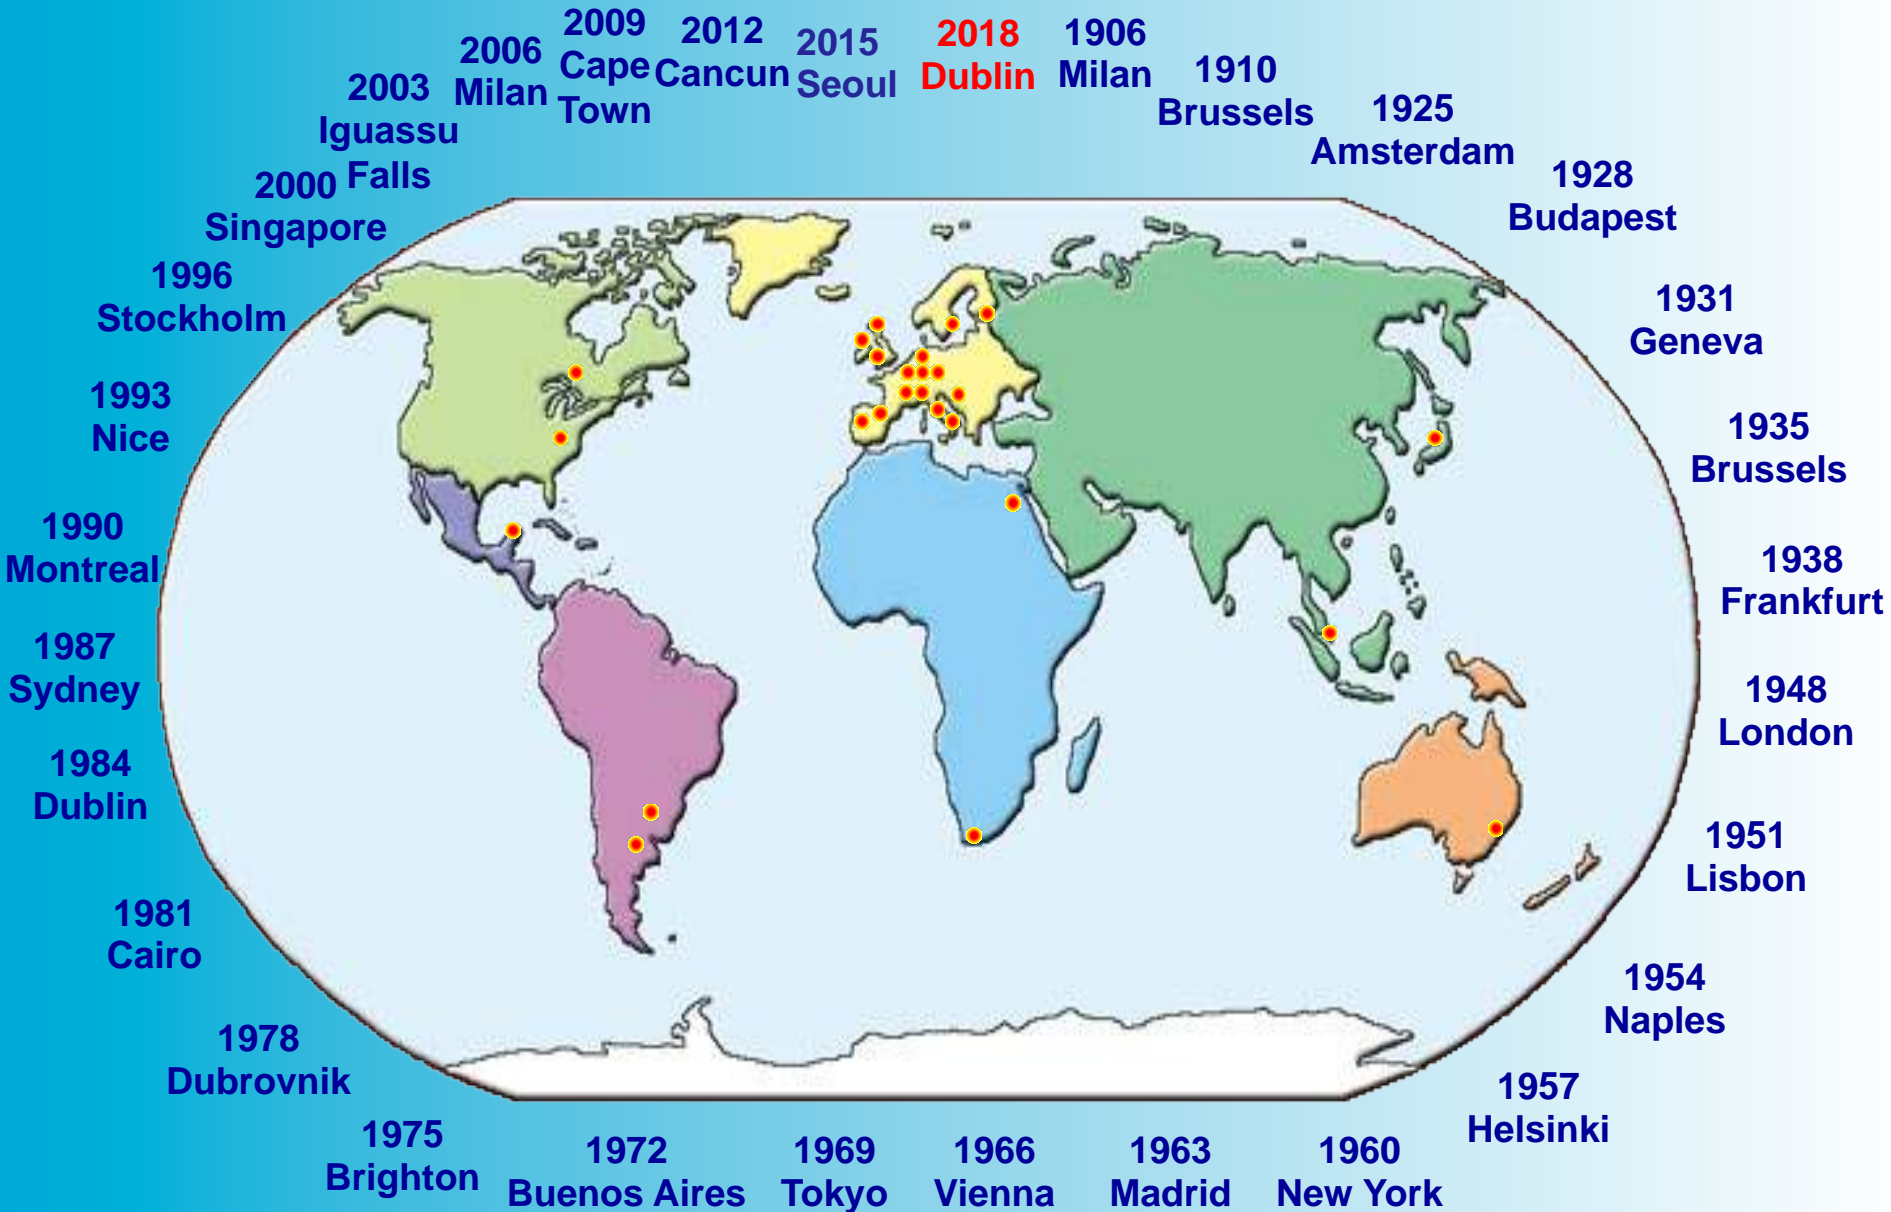 1906
Milan
1910
Brussels
1925
Amsterdam
1928
Budapest
1931
Geneva
1935
Brussels
1938
Frankfurt
1948
London
1951
Lisbon
1954
Naples
1957
Helsinki
1960
New York
1963
Madrid
1966
Vienna
1969
Tokyo
1972
Buenos Aires
1975
Brighton
1978
Dubrovnik
1981
Cairo
1984
Dublin
1987
Sydney
1990
Montreal
1993
Nice
1996
Stockholm
2000
Singapore
2003
Iguassu
Falls
2006
Milan
2009
Cape
Town
2012
Cancun
2015
Seoul
2018
Dublin